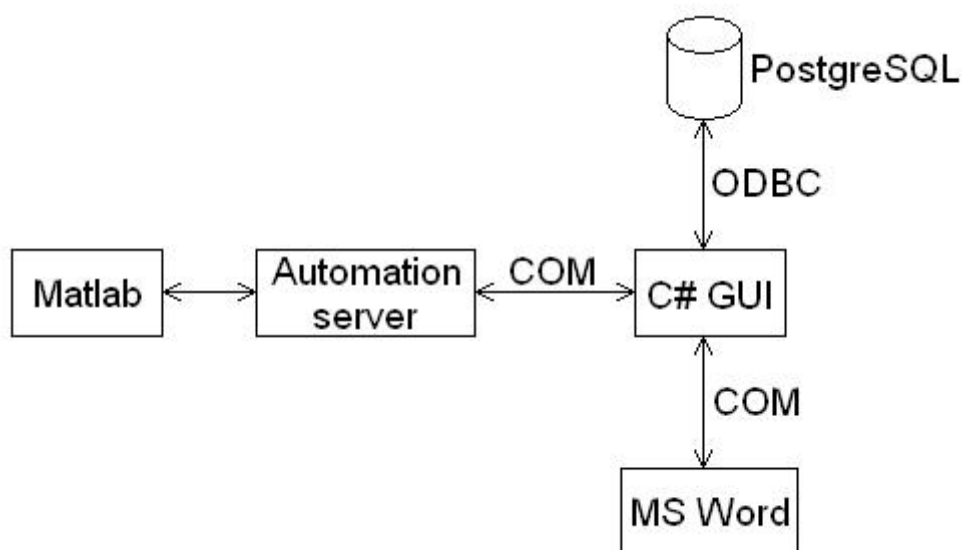 PostgreSQL
ODBC
Matlab
Automation
server
COM
C# GUI
COM
MS Word